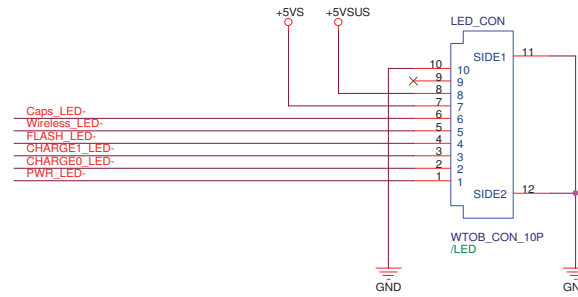 +5VS
+5VSUS
LED_CON
SIDE1
11
10
10
9
9
8
8
7
7
Caps_LED-
6
6
Wireless_LED-
5
5
FLASH_LED-
4
4
CHARGE1_LED-
3
3
CHARGE0_LED-
2
2
PWR_LED-
1
1
SIDE2
12
WTOB_CON_10P
/LED
GND
GN